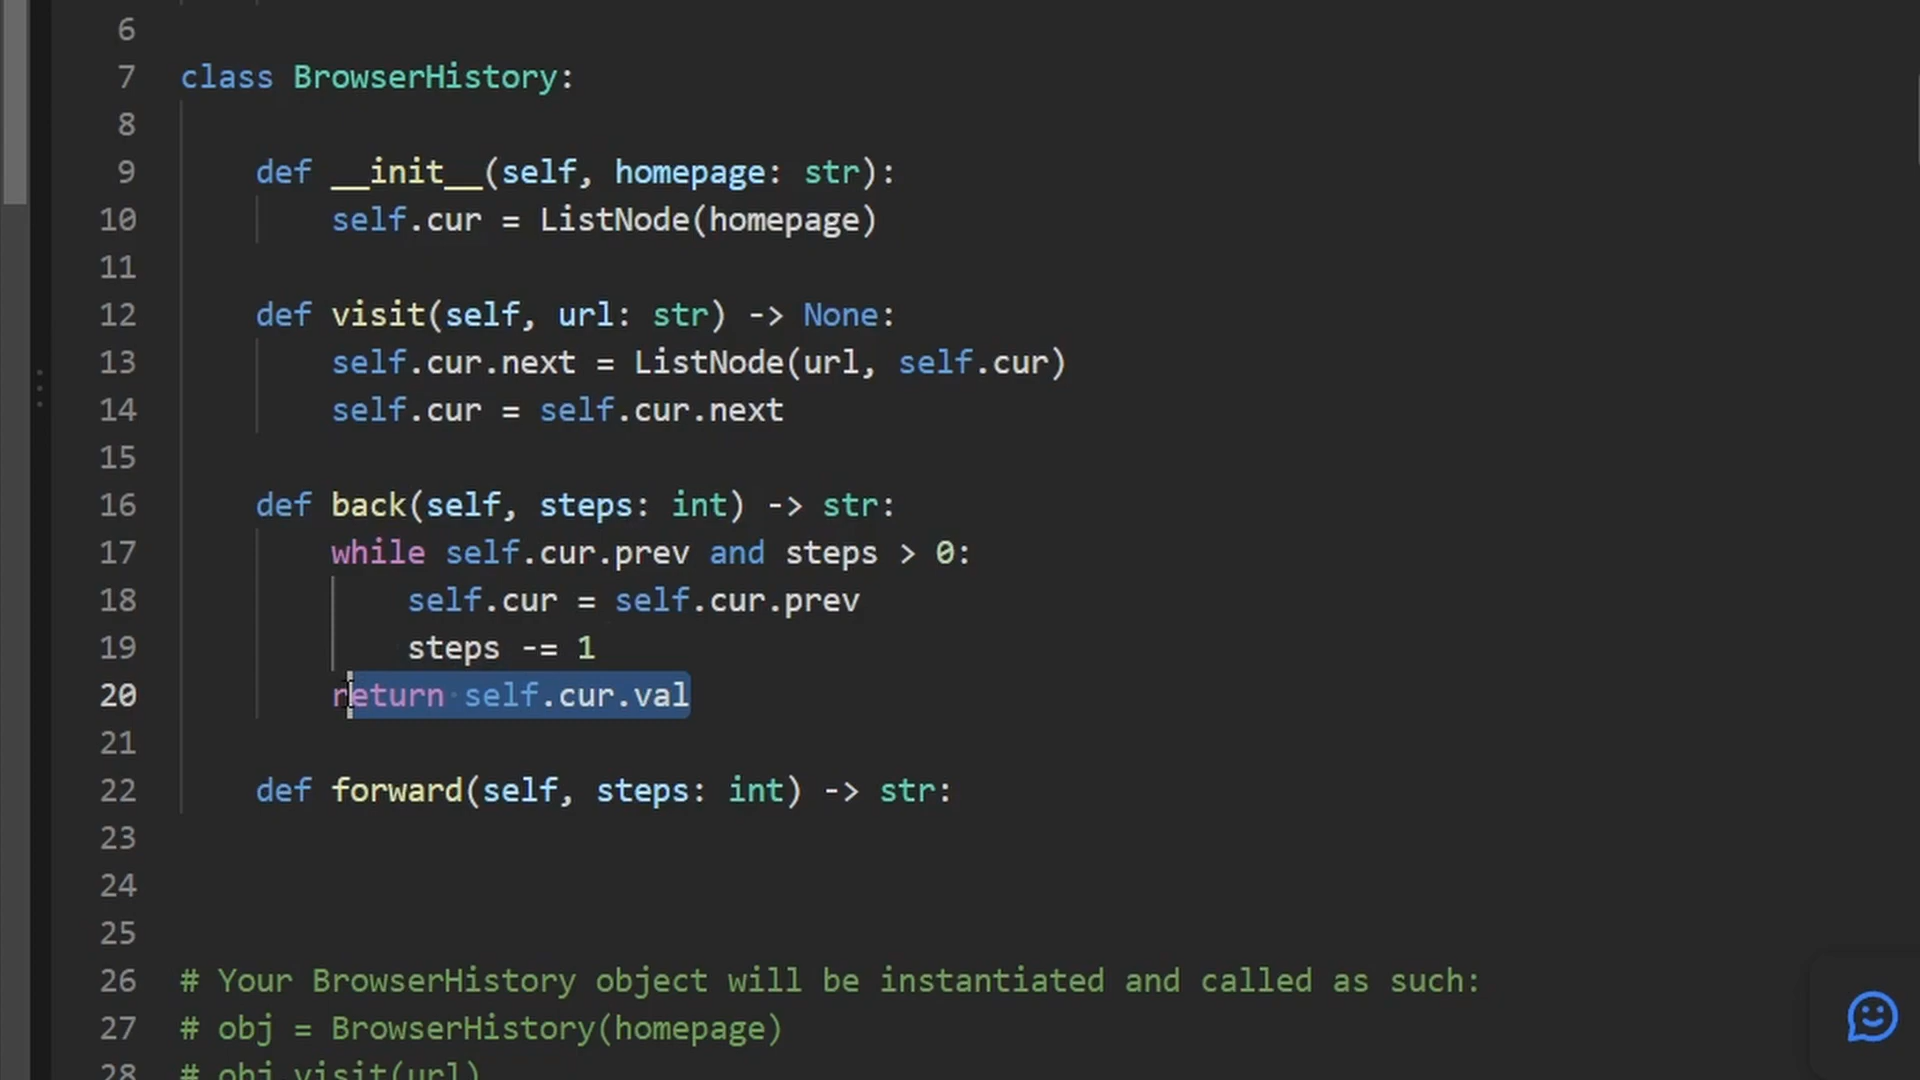 6
7 class BrowserHistory:
8
9 def __init__(self, homepage: str):
10 self.cur = ListNode(homepage)
11
12 def visit(self, url: str) -> None:
13 self.cur.next = ListNode(url, self.cur)
14 self.cur = self.cur.next
15
16 def back(self, steps: int) -> str:
17 while self.cur.prev and steps > 0:
18 self.cur = self.cur.prev
19 steps -= 1
20 return self.cur.val
21
22 def forward(self, steps: int) -> str:
23
24
25
26 # Your BrowserHistory object will be instantiated and called as such:
27 # obj = BrowserHistory(homepage)
28 # obj.visit(url)